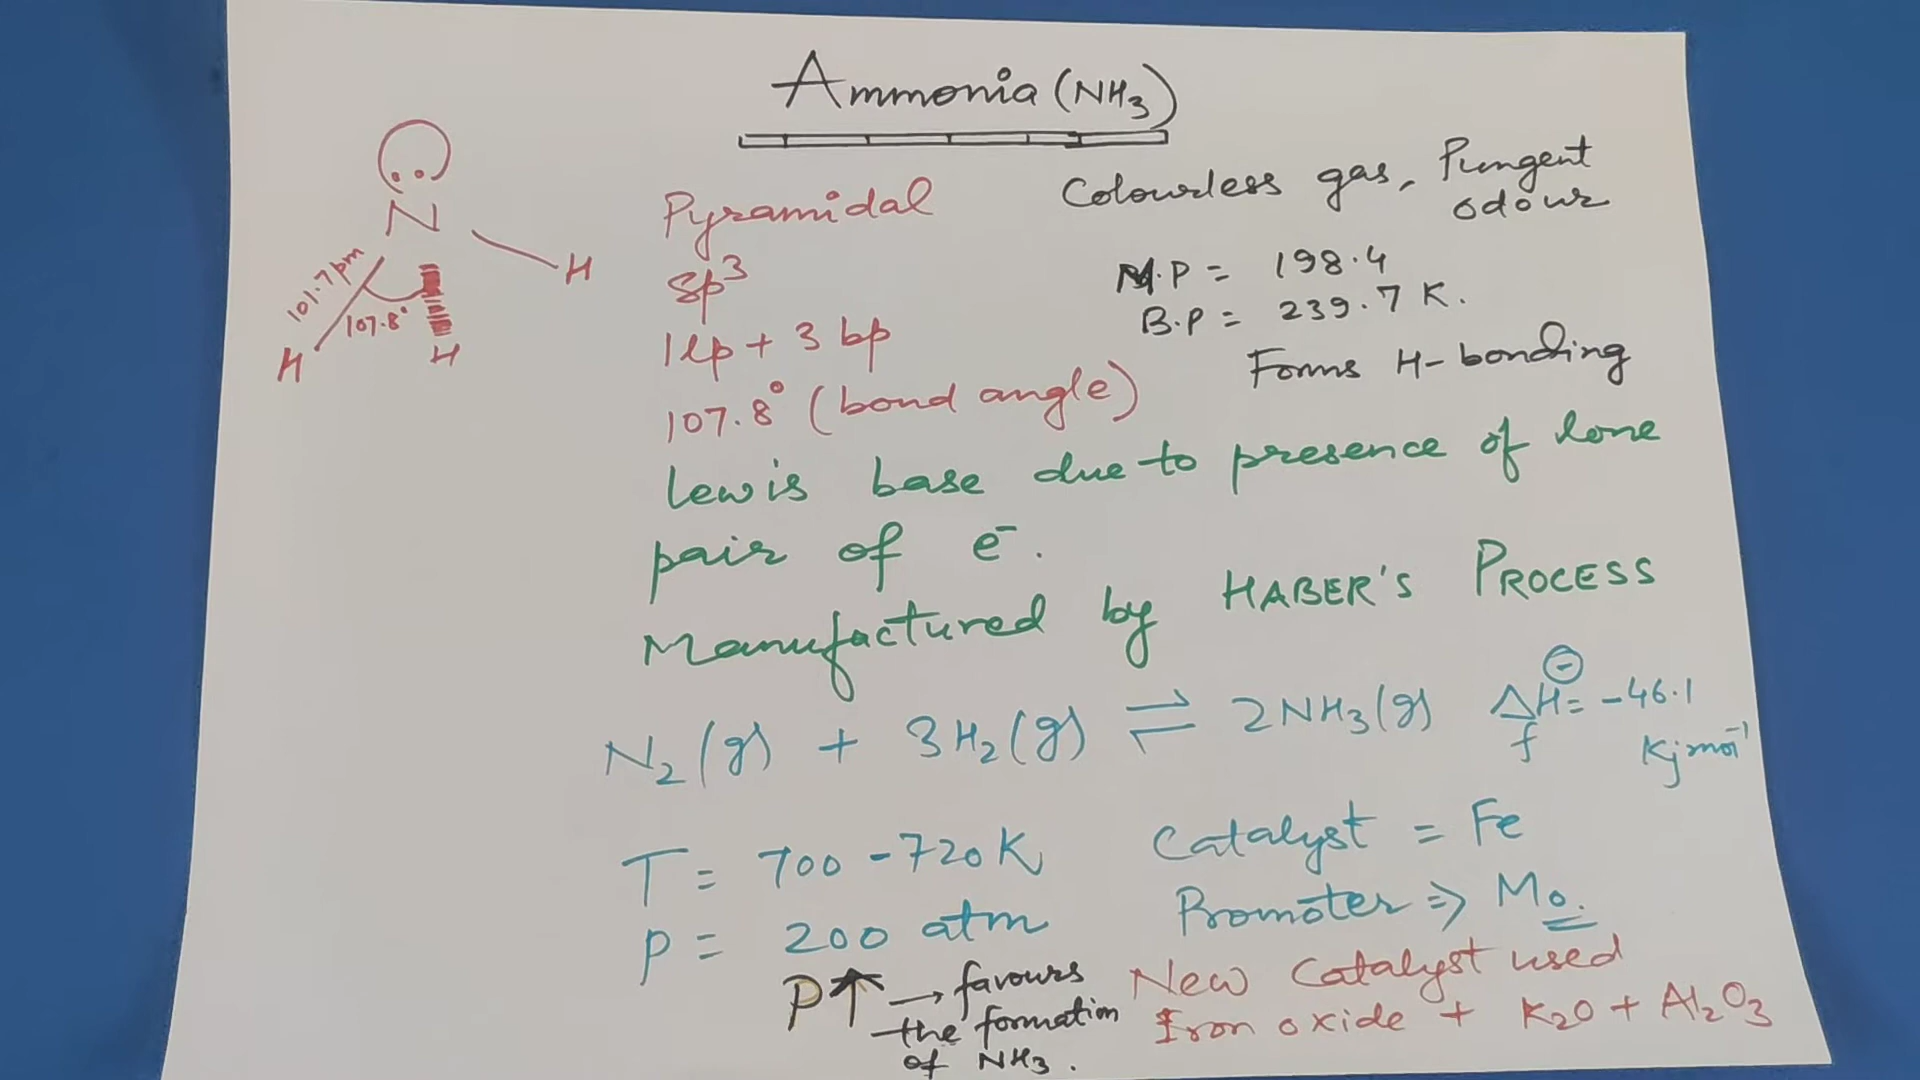 Ammonia (NH3)
N
101.7 pm
107.8°
H
H
H
Pyramidal
sp³
1 lp + 3 bp
107.8° (bond angle)
Colourless gas, Pungent
odour
M.P = 198.4
B.P = 239.7 K.
Forms H-bonding
Lewis base due to presence of lone
pair of e⁻.
Manufactured by HABER'S PROCESS
N₂(g) + 3H₂(g) ⇌ 2NH₃(g) ΔfH⊖ = -46.1
Kj mol⁻¹
T = 700 - 720 K
P = 200 atm
Catalyst = Fe
Promoter => Mo.
P↑ → favours
the formation
of NH3.
New Catalyst used
Iron oxide + K2O + Al2O3